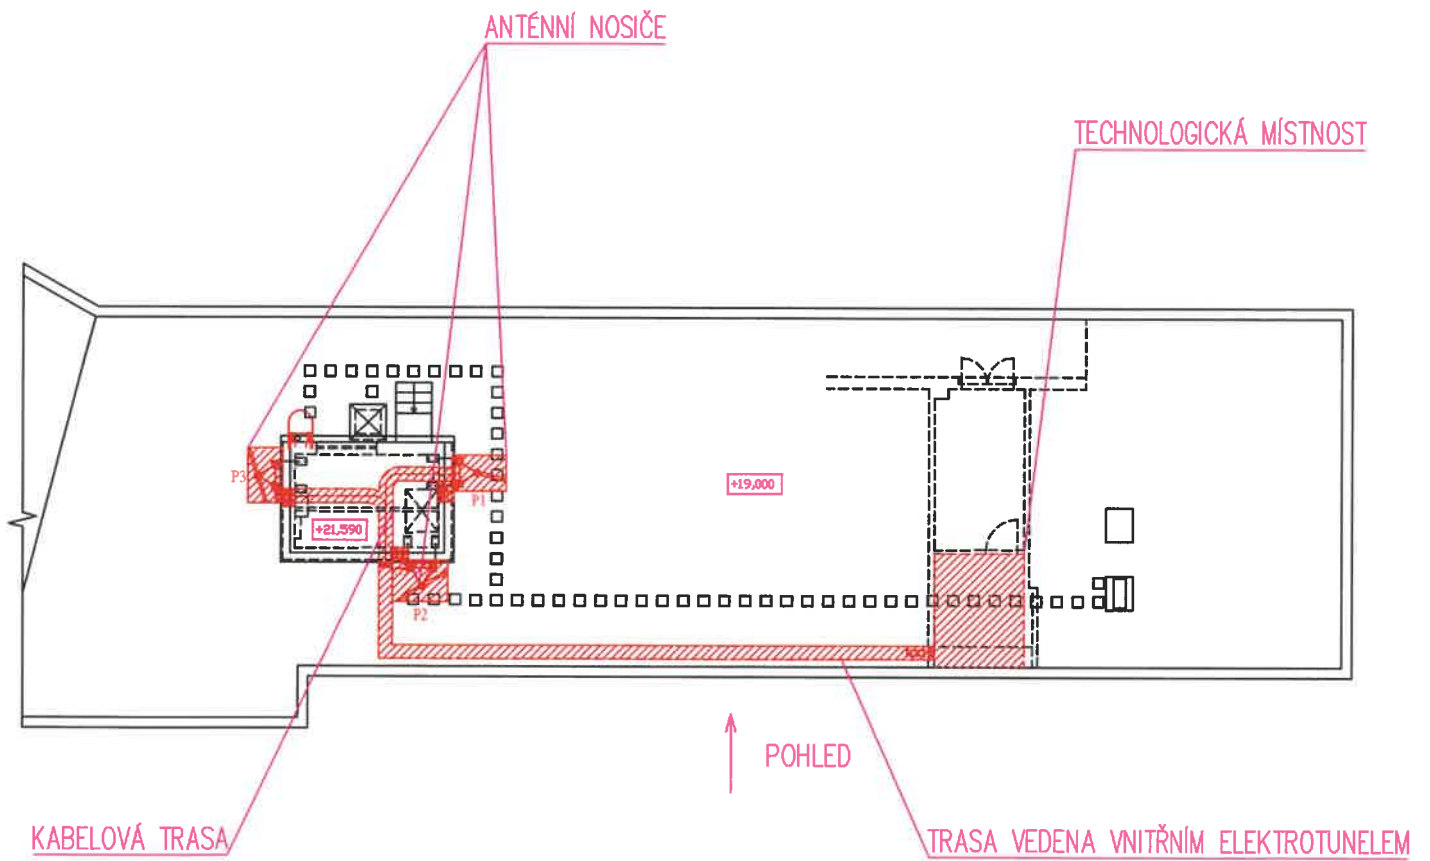 ANTÉNNÍ NOSIČE
TECHNOLOGICKÁ MÍSTNOST
P3
P1
+19,000
+21,590
P2
POHLED
KABELOVÁ TRASA
TRASA VEDENA VNITŘNÍM ELEKTROTUNELEM